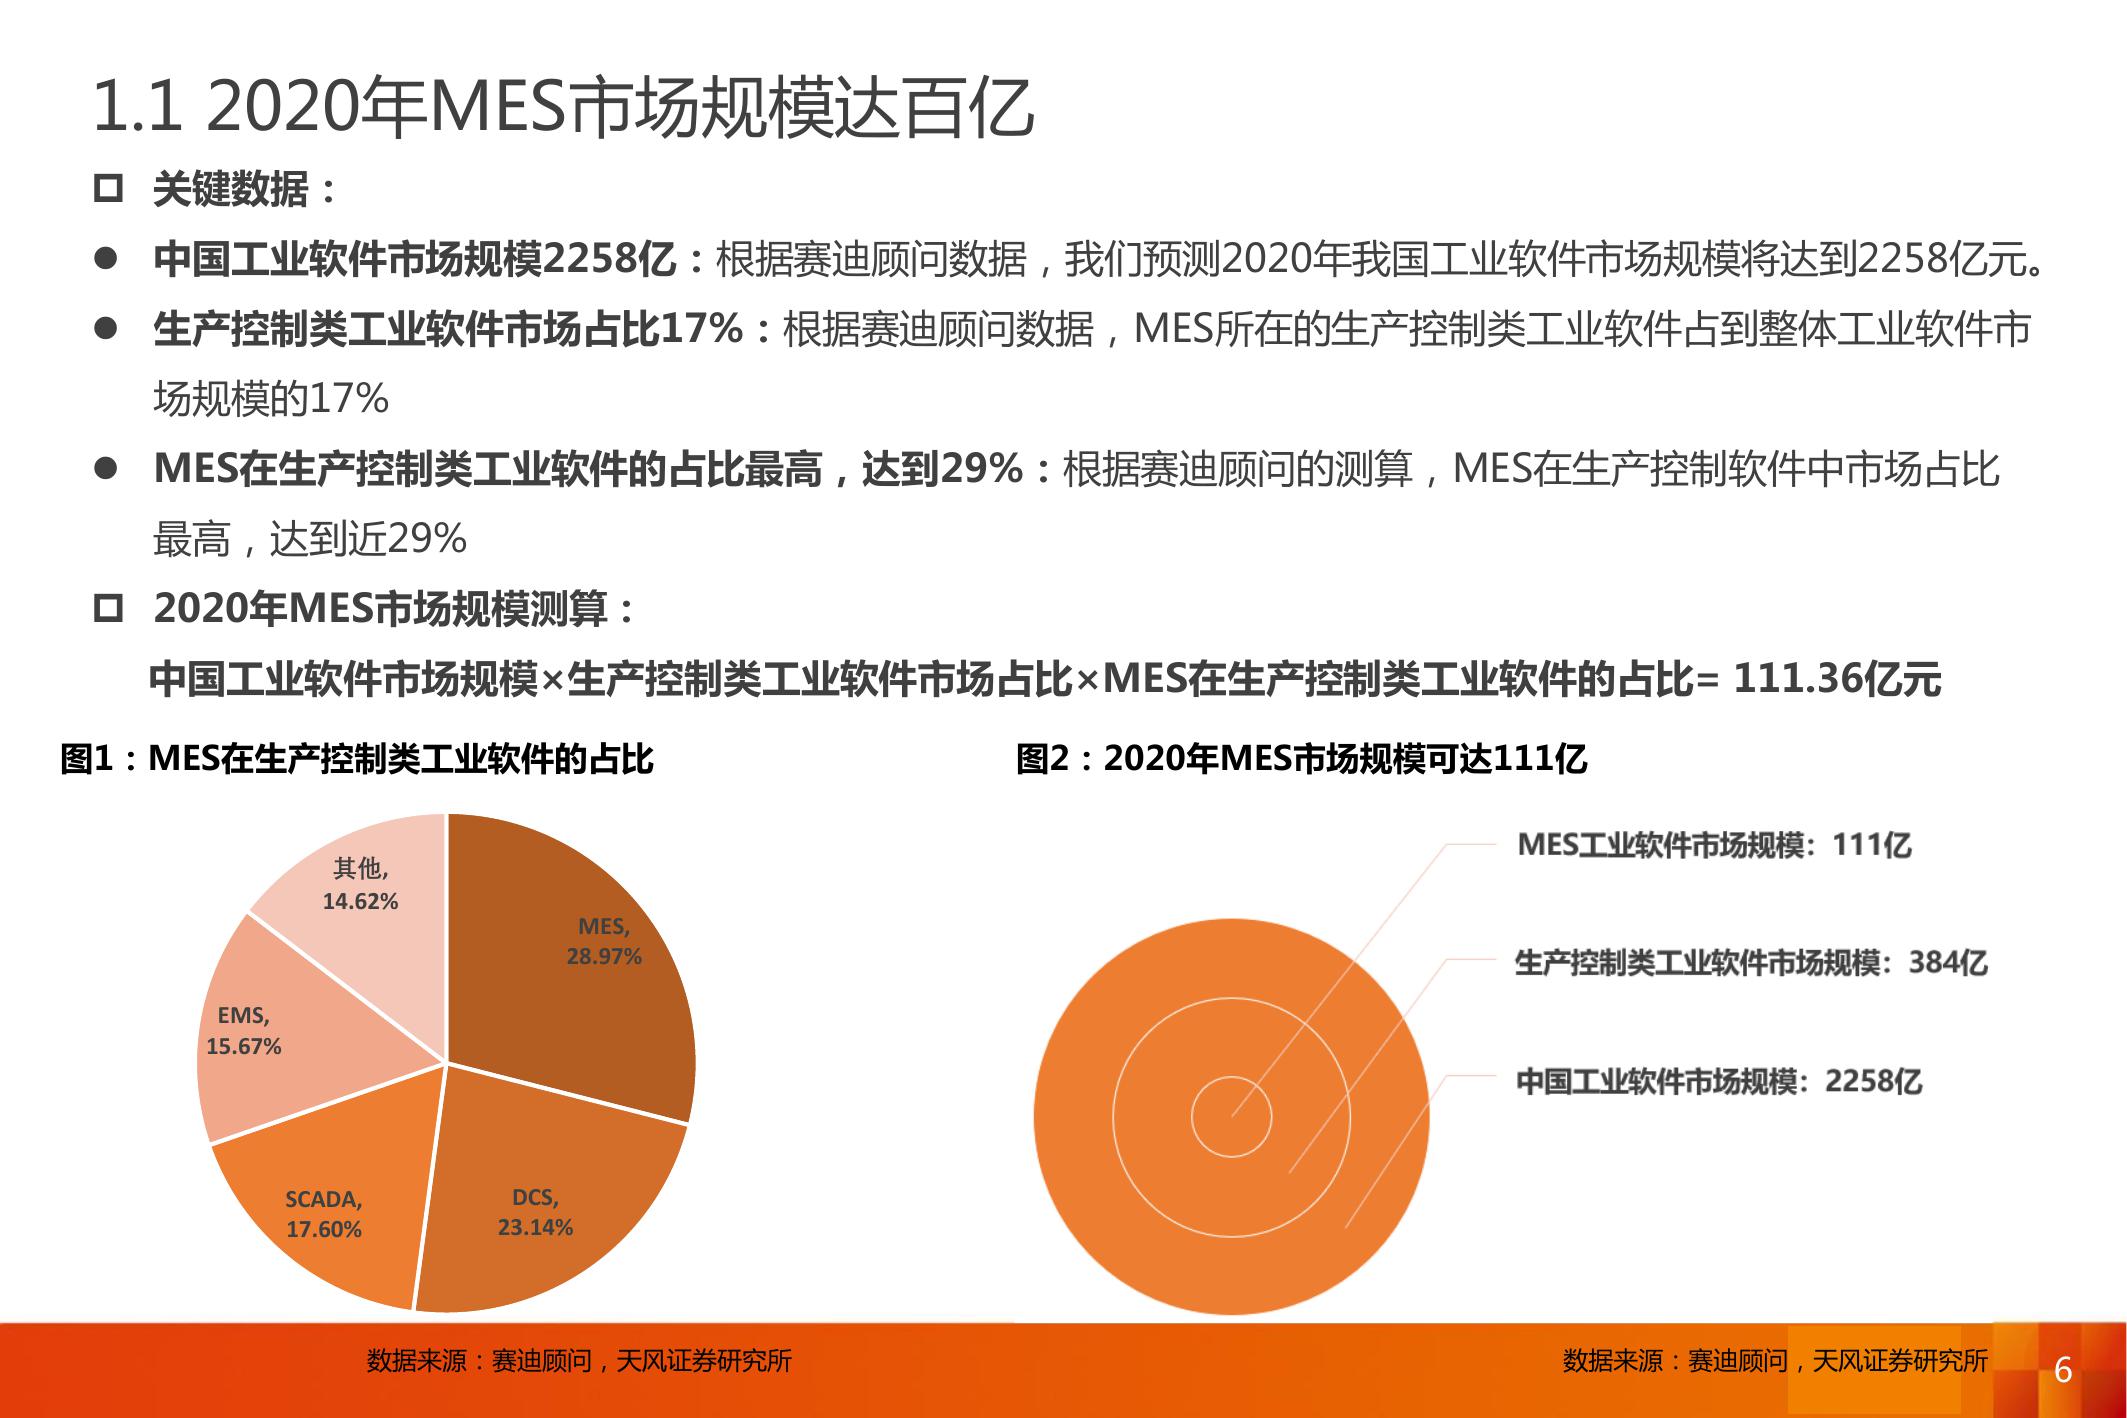 1.1 2020年MES市场规模达百亿
关键数据：
中国工业软件市场规模2258亿：根据赛迪顾问数据，我们预测2020年我国工业软件市场规模将达到2258亿元。
生产控制类工业软件市场占比17%：根据赛迪顾问数据，MES所在的生产控制类工业软件占到整体工业软件市
场规模的17%
MES在生产控制类工业软件的占比最高，达到29%：根据赛迪顾问的测算，MES在生产控制软件中市场占比
最高，达到近29%
2020年MES市场规模测算：
中国工业软件市场规模×生产控制类工业软件市场占比×MES在生产控制类工业软件的占比= 111.36亿元
图1：MES在生产控制类工业软件的占比
其他,
14.62%
MES,
28.97%
EMS,
15.67%
SCADA,
17.60%
DCS,
23.14%
图2：2020年MES市场规模可达111亿
MES工业软件市场规模：111亿
生产控制类工业软件市场规模：384亿
中国工业软件市场规模：2258亿
数据来源：赛迪顾问，天风证券研究所
数据来源：赛迪顾问，天风证券研究所
6